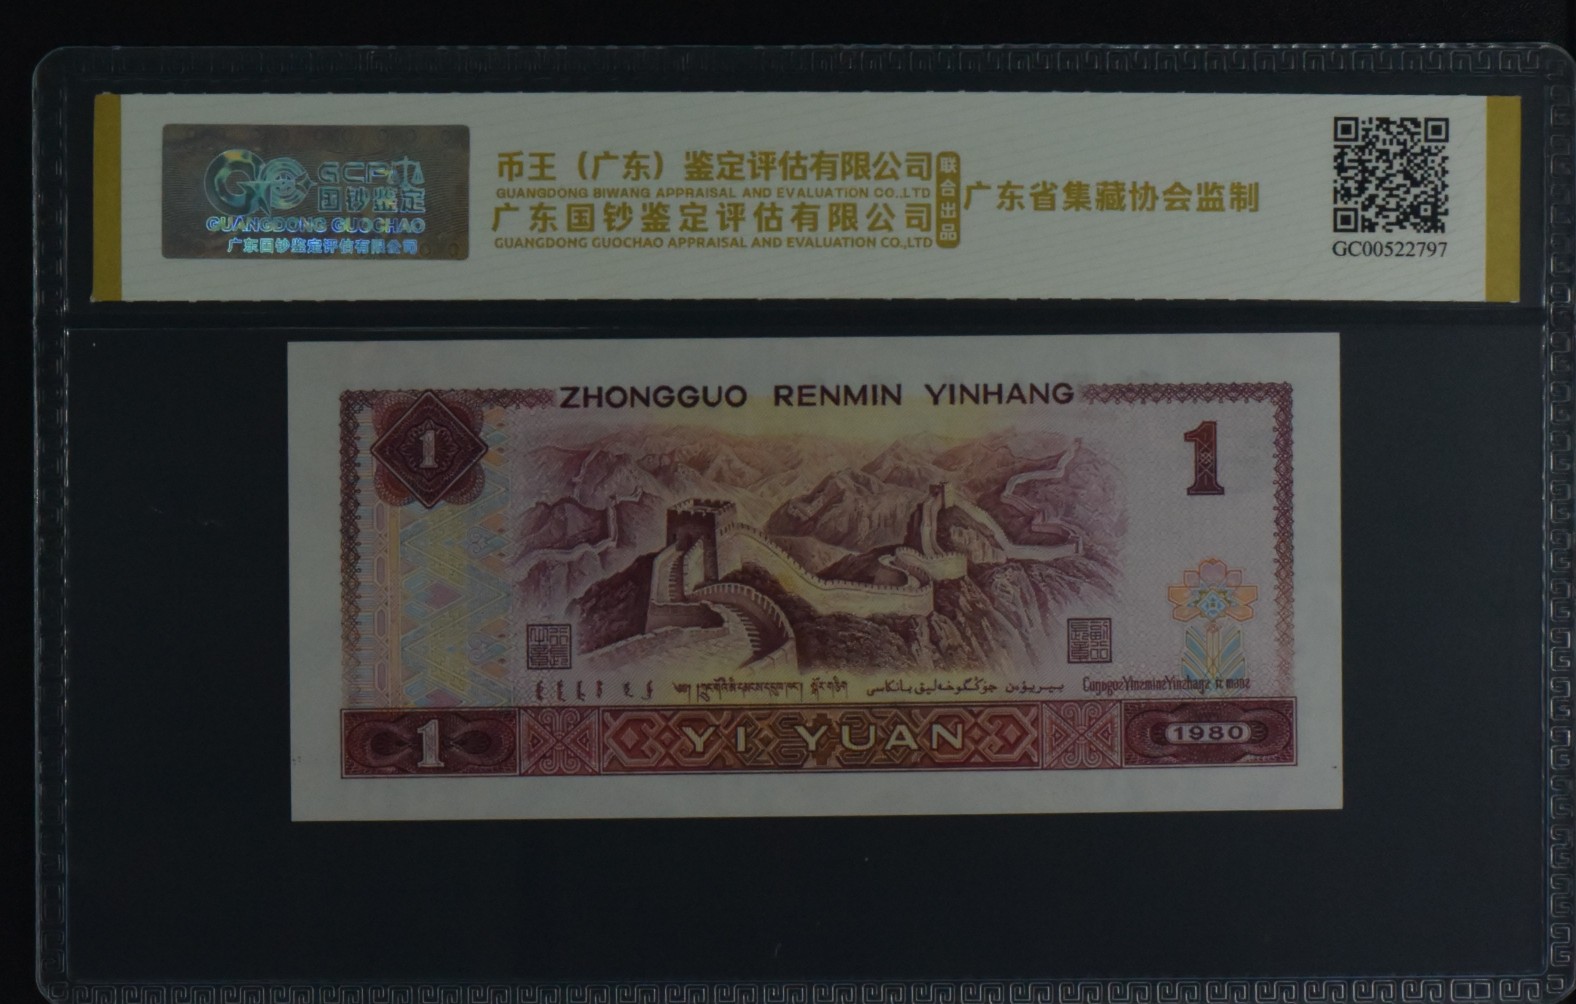 GCP
国钞鉴定
GUANGDONG GUOCHAO
广东国钞鉴定评估有限公司
币王（广东）鉴定评估有限公司
GUANGDONG BIWANG APPRAISAL AND EVALUATION CO.,LTD
广东国钞鉴定评估有限公司
GUANGDONG GUOCHAO APPRAISAL AND EVALUATION CO.,LTD
联合出品
广东省集藏协会监制
GC00522797
ZHONGGUO RENMIN YINHANG
1
1
1
YI YUAN
1980